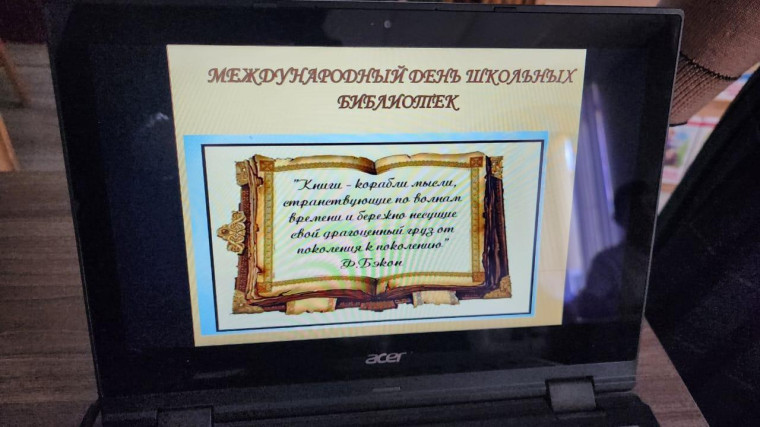 МЕЖДУНАРОДНЫЙ ДЕНЬ ШКОЛЬНЫХ
БИБЛИОТЕК
"Книги - корабли мысли,
странствующие по волнам
времени и бережно несущие
свой драгоценный груз от
поколения к поколению."
Ф.Бэкон
acer